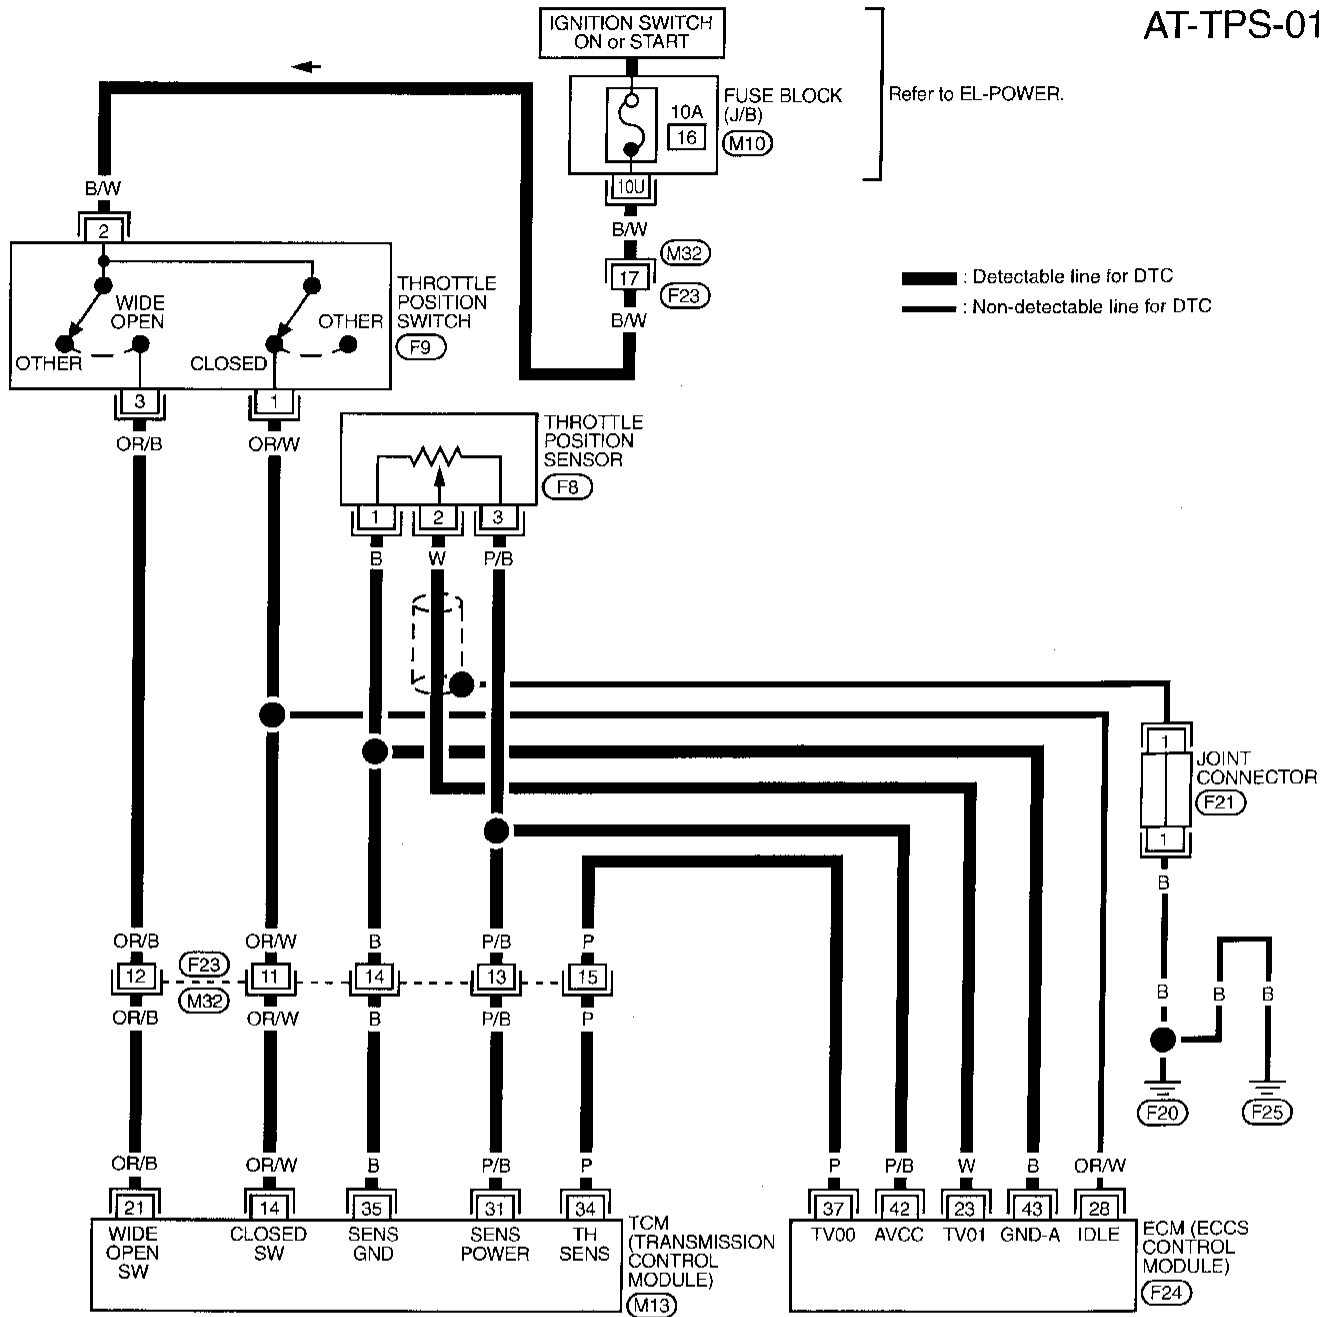 AT-TPS-01
IGNITION SWITCH
ON or START
FUSE BLOCK
(J/B)
M10
10A
16
Refer to EL-POWER.
10U
B/W
M32
17
F23
B/W
: Detectable line for DTC
: Non-detectable line for DTC
B/W
2
THROTTLE
POSITION
SWITCH
F9
WIDE
OPEN
OTHER
OTHER
CLOSED
3
1
OR/B
OR/W
THROTTLE
POSITION
SENSOR
F8
1
2
3
B
W
P/B
1
JOINT
CONNECTOR
F21
1
B
OR/B
OR/W
B
P/B
P
12
F23
M32
11
14
13
15
OR/B
OR/W
B
P/B
P
B
B
B
F20
F25
OR/B
OR/W
B
P/B
P
P
P/B
W
B
OR/W
21
14
35
31
34
37
42
23
43
28
WIDE
OPEN
SW
CLOSED
SW
SENS
GND
SENS
POWER
TH
SENS
TCM
(TRANSMISSION
CONTROL
MODULE)
M13
TV00
AVCC
TV01
GND-A
IDLE
ECM (ECCS
CONTROL
MODULE)
F24